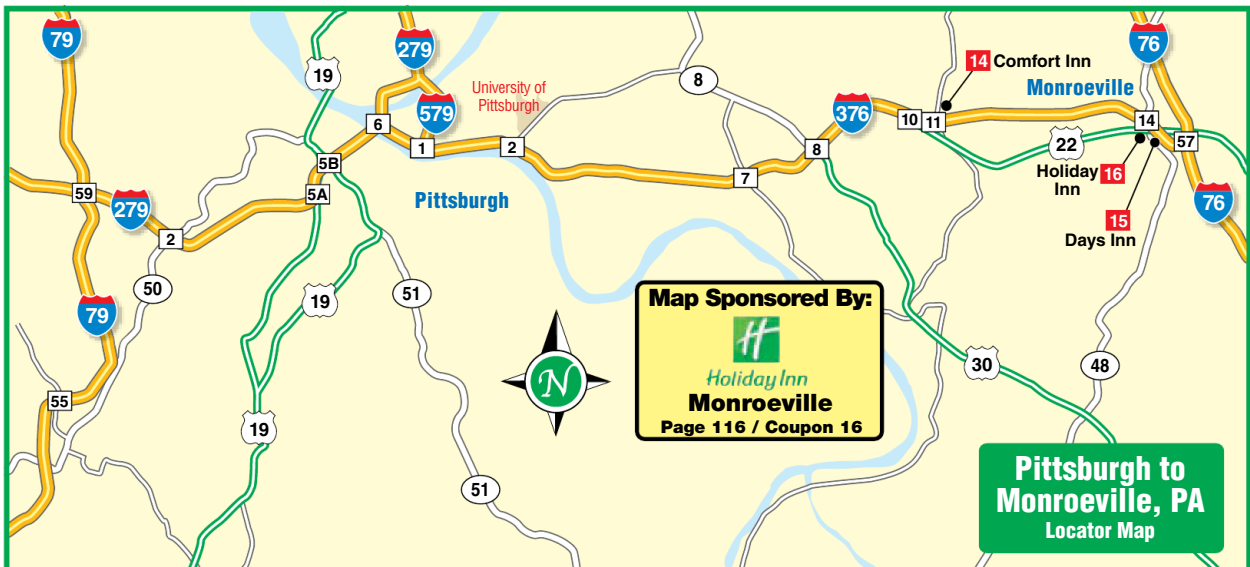 79
19
279
76
579
University of
Pittsburgh
8
14 Comfort Inn
Monroeville
376
6
10
11
14
1
2
8
22
57
5B
Holiday 16
Inn
7
59
5A
279
Pittsburgh
76
15
Days Inn
2
50
51
19
79
Map Sponsored By:
H
Holiday Inn
Monroeville
Page 116 / Coupon 16
N
30
48
55
19
51
Pittsburgh to
Monroeville, PA
Locator Map